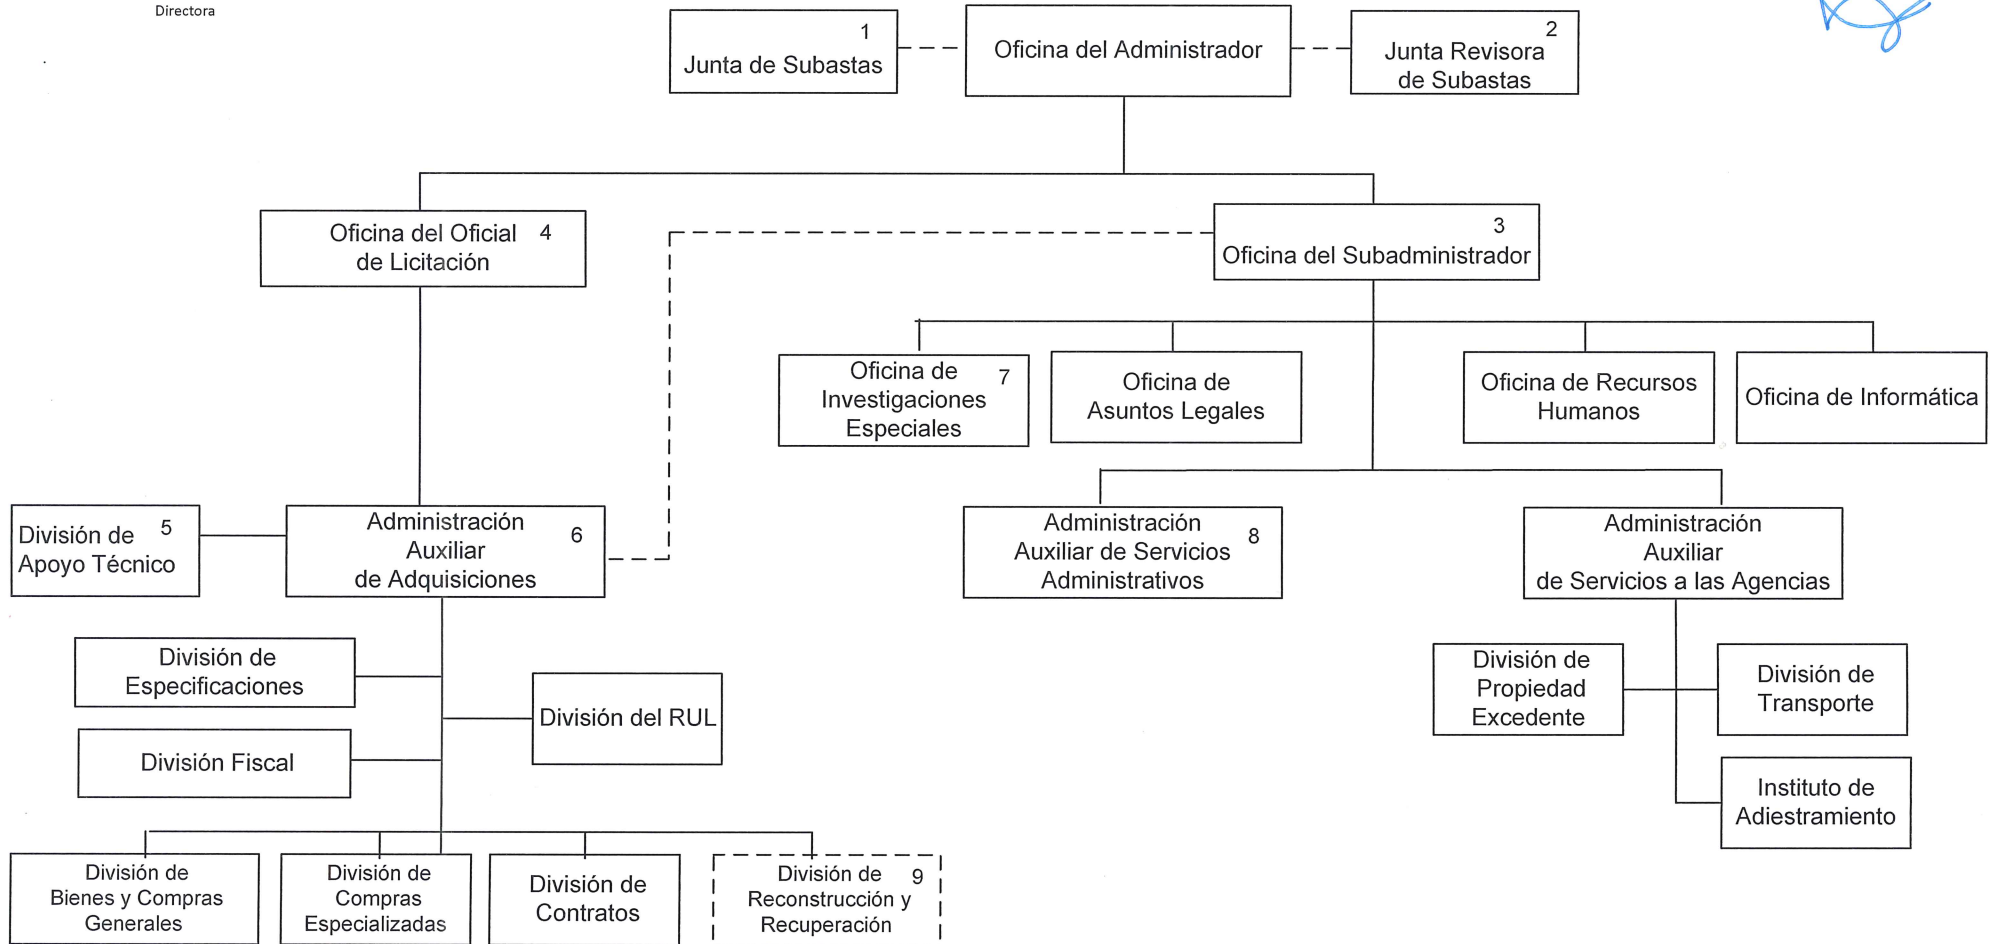 Directora
1
Junta de Subastas
Oficina del Administrador
2
Junta Revisora
de Subastas
Oficina del Oficial 4
de Licitación
3
Oficina del Subadministrador
Oficina de 7
Investigaciones
Especiales
Oficina de
Asuntos Legales
Oficina de Recursos
Humanos
Oficina de Informática
División de 5
Apoyo Técnico
Administración
Auxiliar 6
de Adquisiciones
Administración
Auxiliar de Servicios 8
Administrativos
Administración
Auxiliar
de Servicios a las Agencias
División de
Especificaciones
División del RUL
División Fiscal
División de
Propiedad
Excedente
División de
Transporte
Instituto de
Adiestramiento
División de
Bienes y Compras
Generales
División de
Compras
Especializadas
División de
Contratos
División de 9
Reconstrucción y
Recuperación